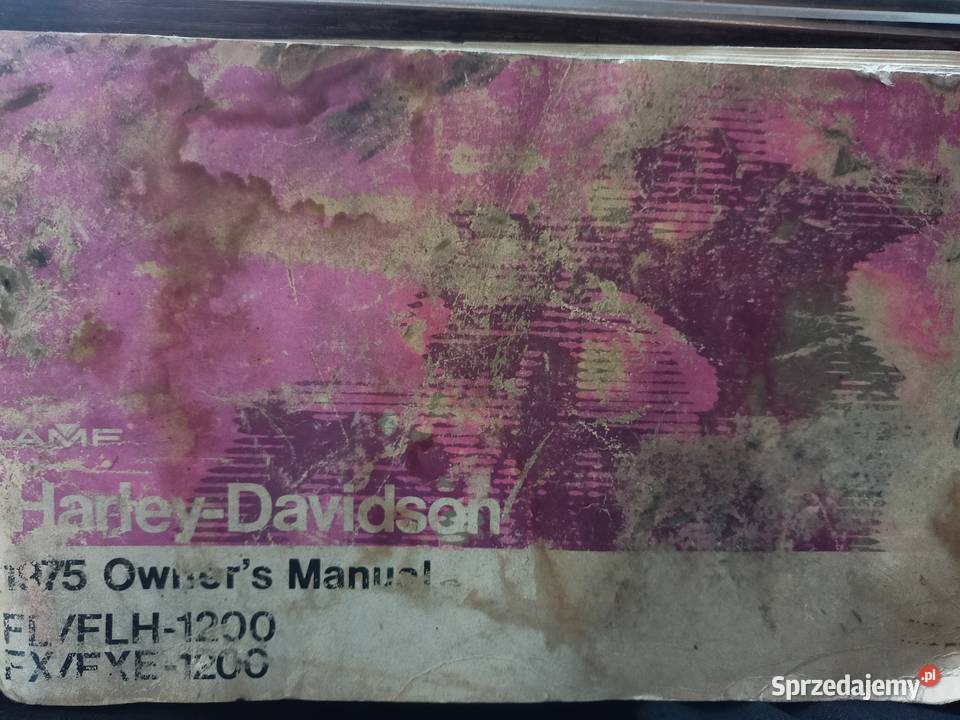 AMF
Harley-Davidson
1975 Owner's Manual
FL/FLH-1200
FX/FXE-1200
Sprzedajemy.pl